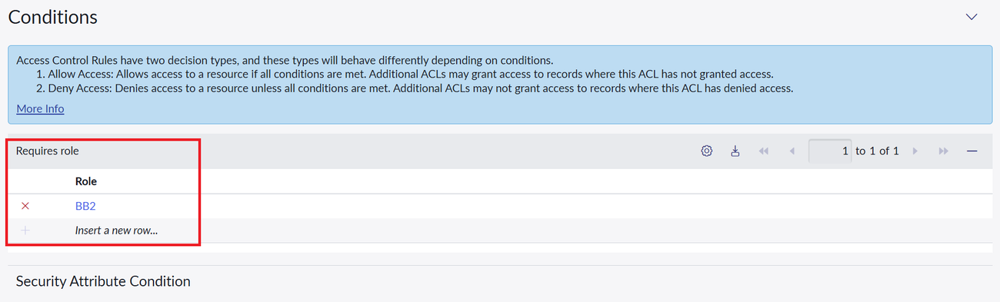 Conditions
Access Control Rules have two decision types, and these types will behave differently depending on conditions.
1. Allow Access: Allows access to a resource if all conditions are met. Additional ACLs may grant access to records where this ACL has not granted access.
2. Deny Access: Denies access to a resource unless all conditions are met. Additional ACLs may not grant access to records where this ACL has denied access.
More Info
Requires role 1 to 1 of 1
Role
BB2
Insert a new row...
Security Attribute Condition